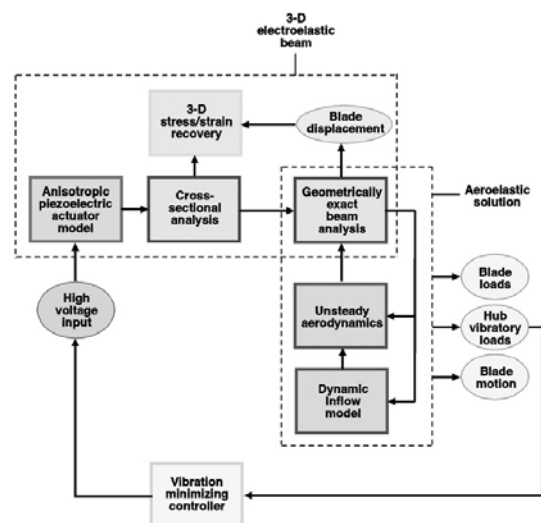 3-D
electroelastic
beam
3-D
stress/strain
recovery
Blade
displacement
Anisotropic
piezoelectric
actuator
model
Cross-
sectional
analysis
Geometrically
exact
beam
analysis
Aeroelastic
solution
High
voltage
input
Unsteady
aerodynamics
Dynamic
Inflow
model
Blade
loads
Hub
vibratory
loads
Blade
motion
Vibration
minimizing
controller